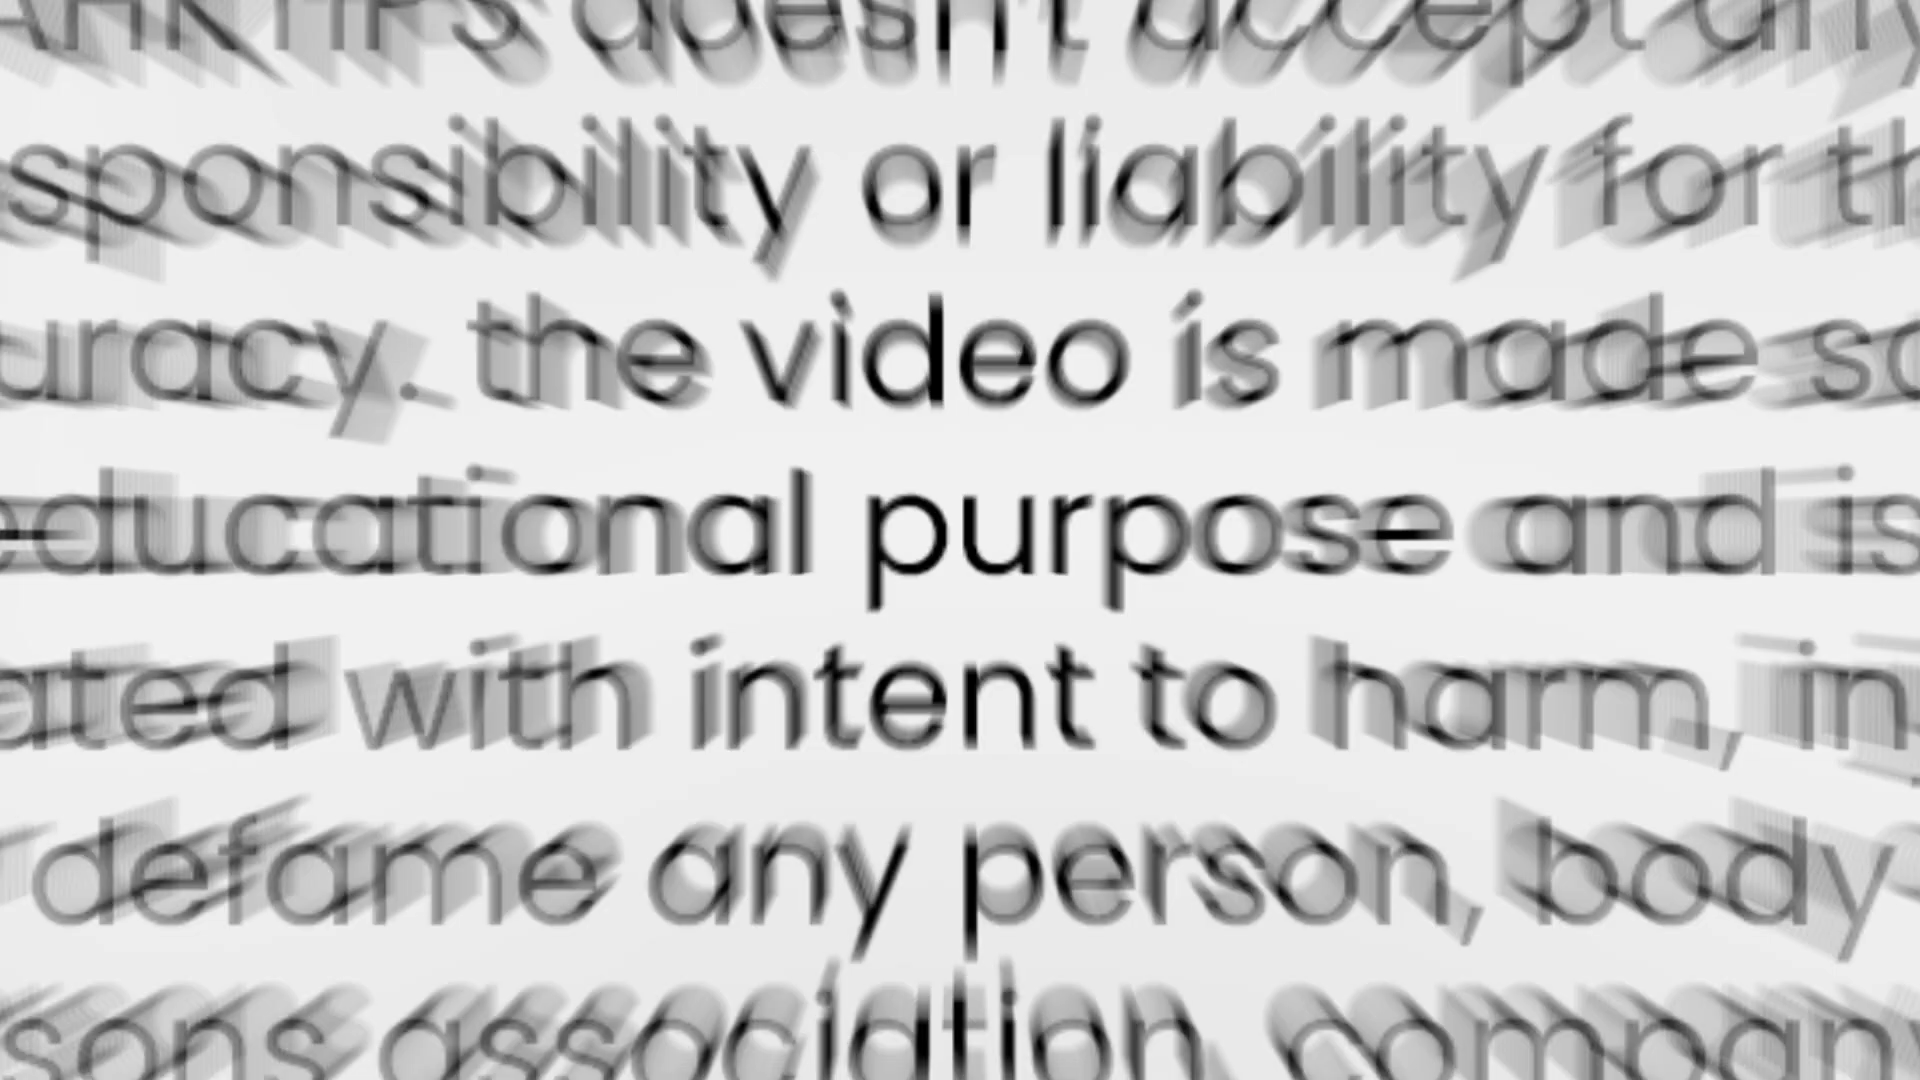 doesn't accept any
sponsibility or liability for th
uracy. the video is made so
educational purpose and is
ated with intent to harm, in
defame any person, body
sons association, company